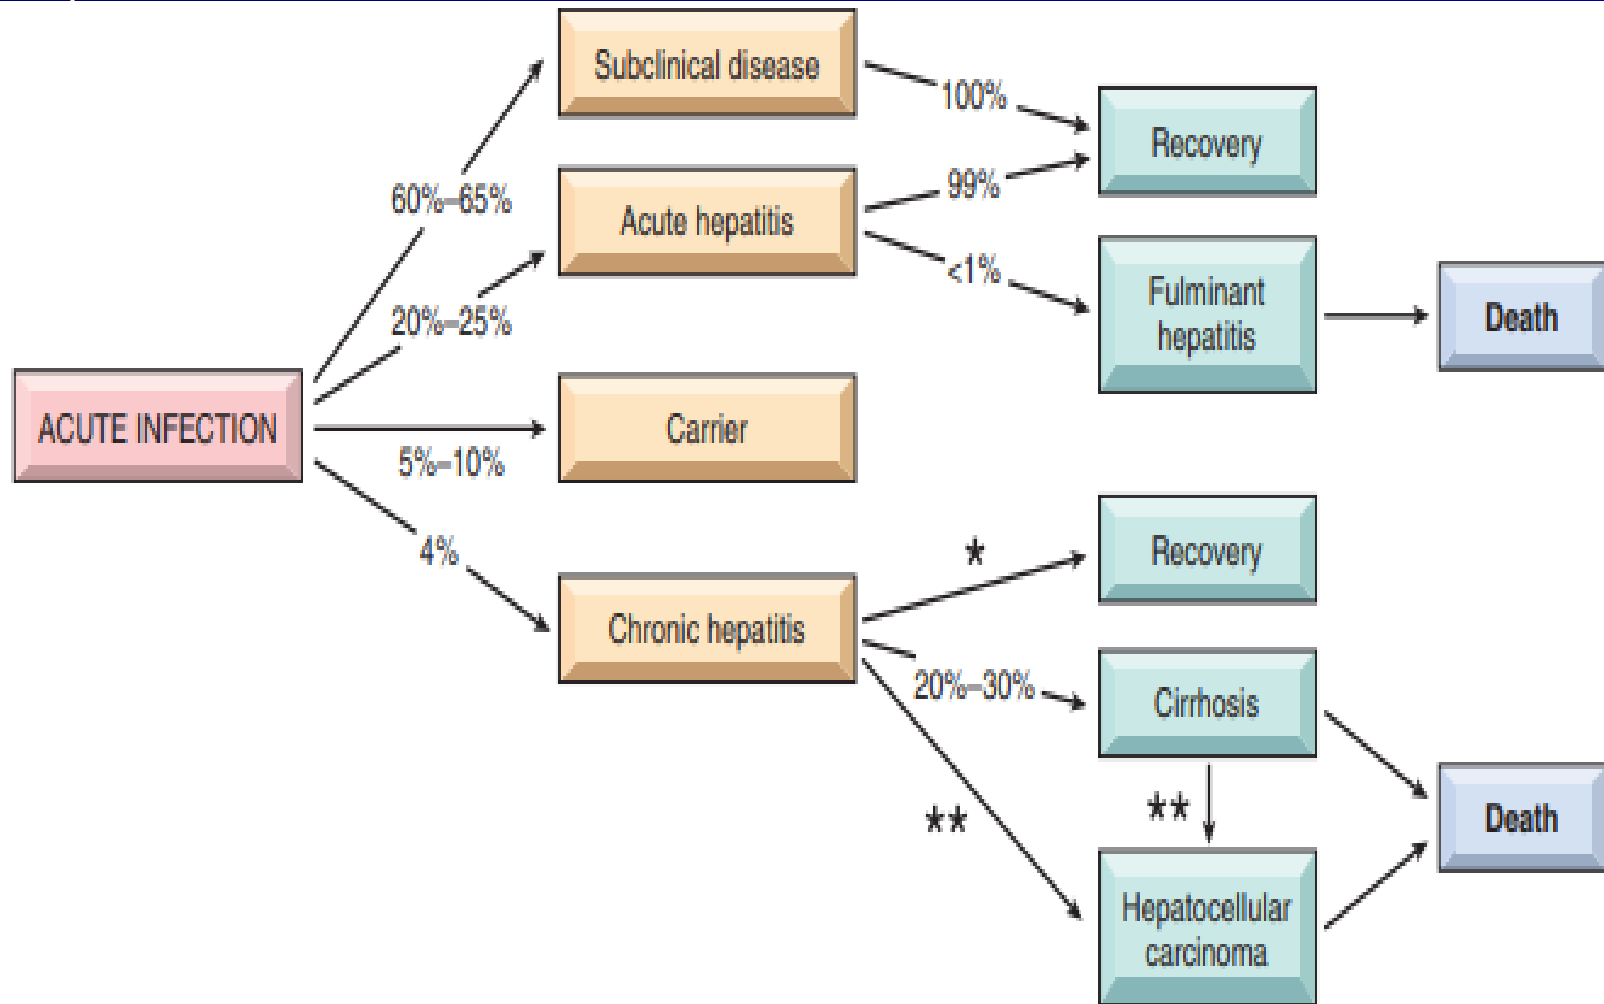 Subclinical disease
100%
Recovery
60%–65%
Acute hepatitis
99%
<1%
Fulminant
hepatitis
Death
20%–25%
ACUTE INFECTION
Carrier
5%–10%
4%
*
Recovery
Chronic hepatitis
20%–30%
Cirrhosis
**
**
Death
Hepatocellular
carcinoma